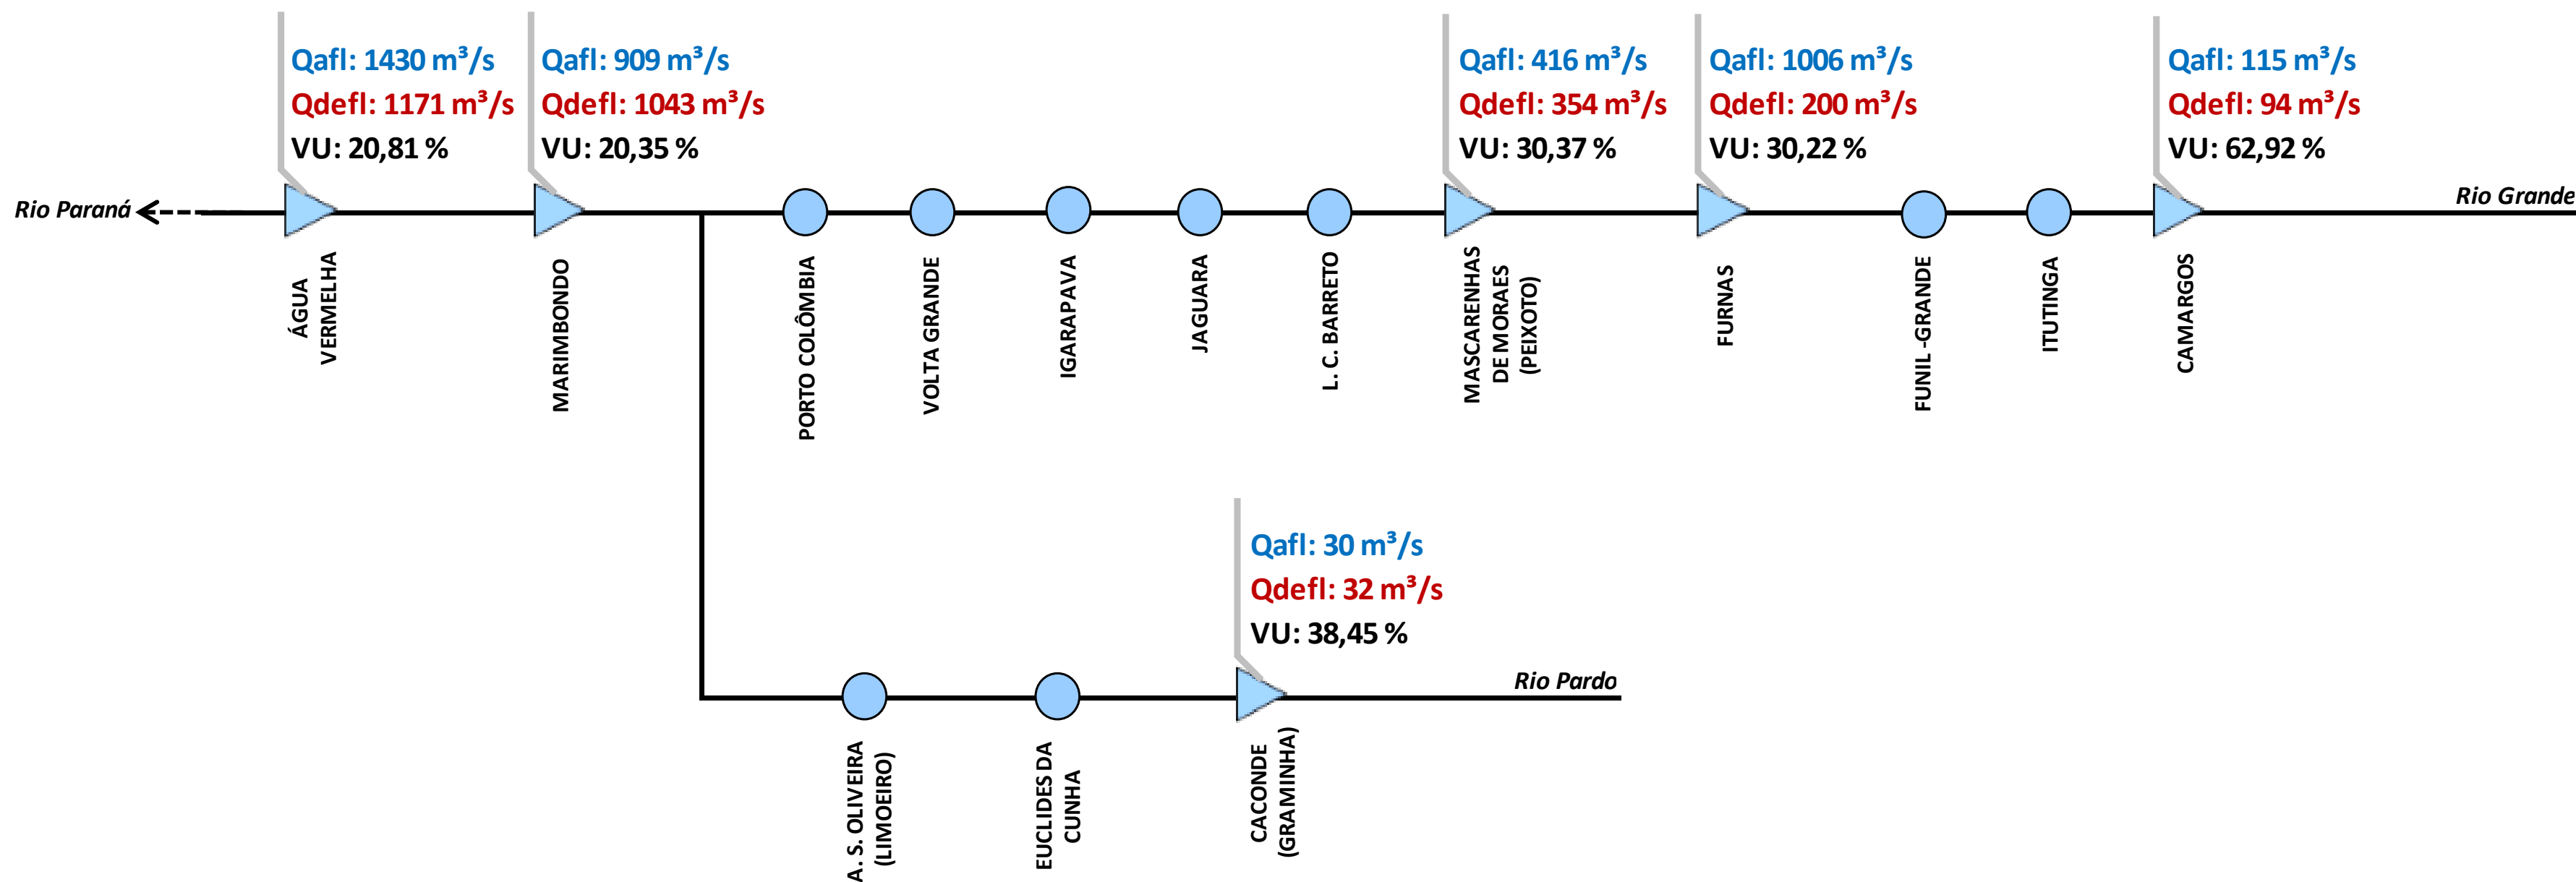 Qafl: 1430 m³/s
Qdefl: 1171 m³/s
VU: 20,81 %
Qafl: 909 m³/s
Qdefl: 1043 m³/s
VU: 20,35 %
Qafl: 416 m³/s
Qdefl: 354 m³/s
VU: 30,37 %
Qafl: 1006 m³/s
Qdefl: 200 m³/s
VU: 30,22 %
Qafl: 115 m³/s
Qdefl: 94 m³/s
VU: 62,92 %
Rio Paraná
Rio Grande
ÁGUA
VERMELHA
MARIMBONDO
PORTO COLÔMBIA
VOLTA GRANDE
IGARAPAVA
JAGUARA
L. C. BARRETO
MASCARENHAS
DE MORAES
(PEIXOTO)
FURNAS
FUNIL -GRANDE
ITUTINGA
CAMARGOS
Qafl: 30 m³/s
Qdefl: 32 m³/s
VU: 38,45 %
Rio Pardo
A. S. OLIVEIRA
(LIMOEIRO)
EUCLIDES DA
CUNHA
CACONDE
(GRAMINHA)